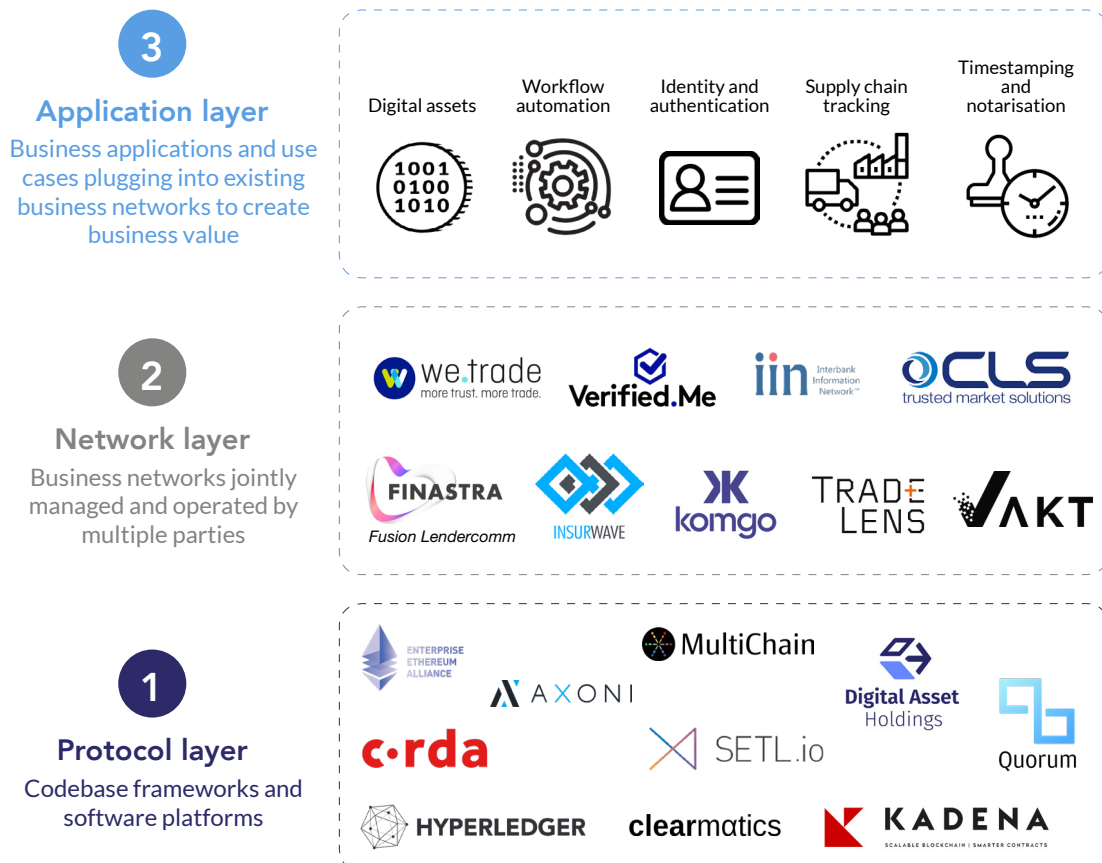 3
Application layer
Business applications and use
cases plugging into existing
business networks to create
business value
Digital assets
Workflow
automation
Identity and
authentication
Supply chain
tracking
Timestamping
and
notarisation
1001
0100
1010
2
Network layer
Business networks jointly
managed and operated by
multiple parties
we.trade
more trust. more trade.
Verified.Me
iin
Interbank
Information
Network℠
CLS
trusted market solutions
FINASTRA
Fusion Lendercomm
INSURWAVE
komgo
TRADE
LENS
VAKT
1
Protocol layer
Codebase frameworks and
software platforms
ENTERPRISE
ETHEREUM
ALLIANCE
MultiChain
AXONI
Digital Asset
Holdings
c·rda
SETL.io
Quorum
HYPERLEDGER
clearmatics
KADENA
SCALABLE BLOCKCHAIN | SMARTER CONTRACTS